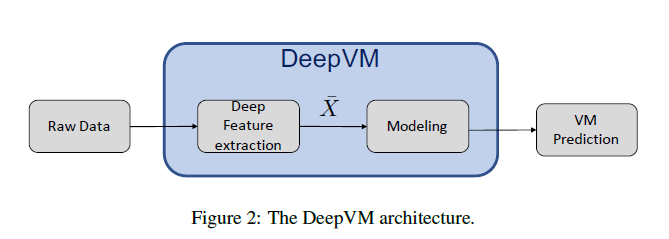 DeepVM
Raw Data
Deep
Feature
extraction
X̄
Modeling
VM
Prediction
Figure 2: The DeepVM architecture.